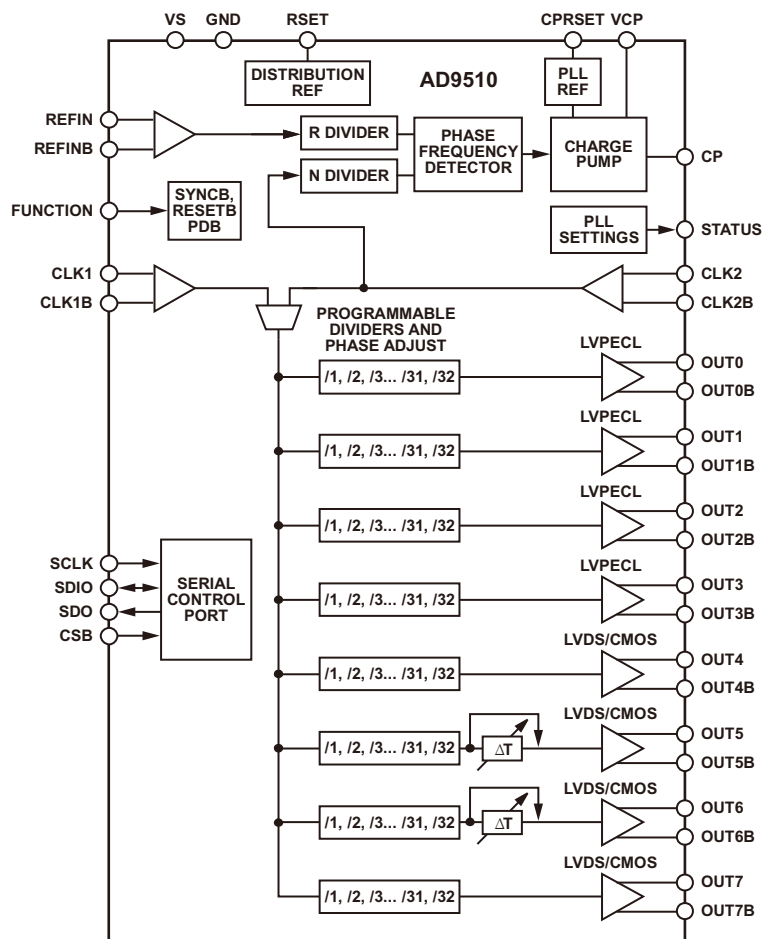 VS GND RSET CPRSET VCP
DISTRIBUTION
REF
AD9510
PLL
REF
REFIN
REFINB
R DIVIDER
N DIVIDER
PHASE
FREQUENCY
DETECTOR
CHARGE
PUMP
CP
FUNCTION
SYNCB,
RESETB
PDB
PLL
SETTINGS
STATUS
CLK1
CLK1B
CLK2
CLK2B
PROGRAMMABLE
DIVIDERS AND
PHASE ADJUST
LVPECL
/1, /2, /3... /31, /32
OUT0
OUT0B
LVPECL
/1, /2, /3... /31, /32
OUT1
OUT1B
LVPECL
/1, /2, /3... /31, /32
OUT2
OUT2B
SCLK
SDIO
SDO
CSB
SERIAL
CONTROL
PORT
LVPECL
/1, /2, /3... /31, /32
OUT3
OUT3B
LVDS/CMOS
/1, /2, /3... /31, /32
OUT4
OUT4B
LVDS/CMOS
/1, /2, /3... /31, /32
ΔT
OUT5
OUT5B
LVDS/CMOS
/1, /2, /3... /31, /32
ΔT
OUT6
OUT6B
LVDS/CMOS
/1, /2, /3... /31, /32
OUT7
OUT7B